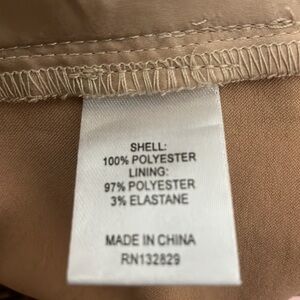 SHELL:
100% POLYESTER
LINING:
97% POLYESTER
3% ELASTANE
MADE IN CHINA
RN132829